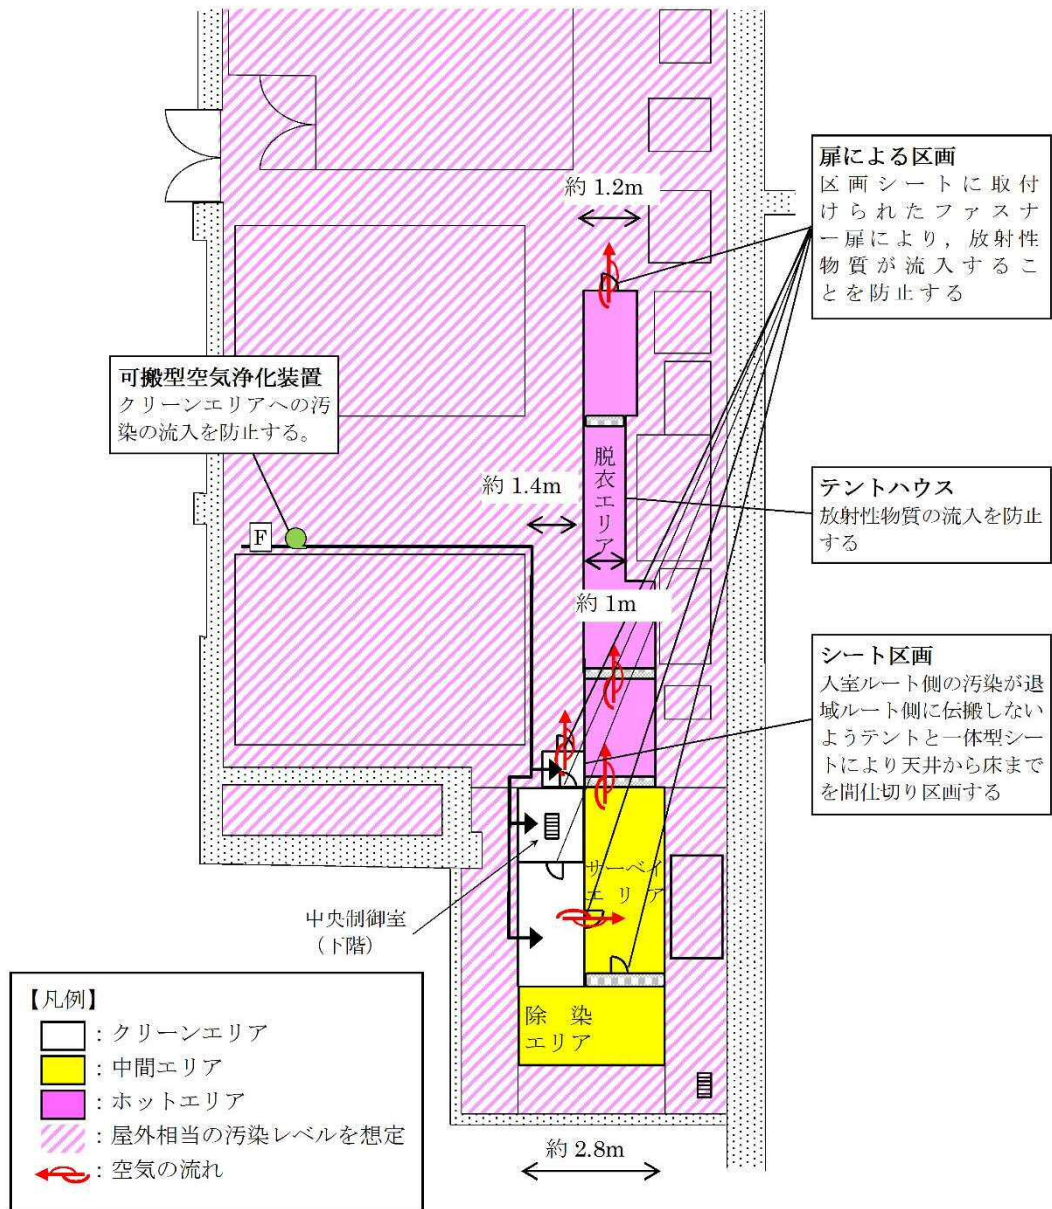 約 1.2m
扉による区画
区画シートに取付
けられたファスナ
ー扉により，放射性
物質が流入するこ
とを防止する
可搬型空気浄化装置
クリーンエリアへの汚
染の流入を防止する。
F
約 1.4m
脱衣エリア
約 1m
テントハウス
放射性物質の流入を防止
する
シート区画
入室ルート側の汚染が退
域ルート側に伝搬しない
ようテントと一体型シー
トにより天井から床まで
を間仕切り区画する
サーベイ
エリア
中央制御室
（下階）
除　染
エリア
約 2.8m
【凡例】
：クリーンエリア
：中間エリア
：ホットエリア
：屋外相当の汚染レベルを想定
：空気の流れ